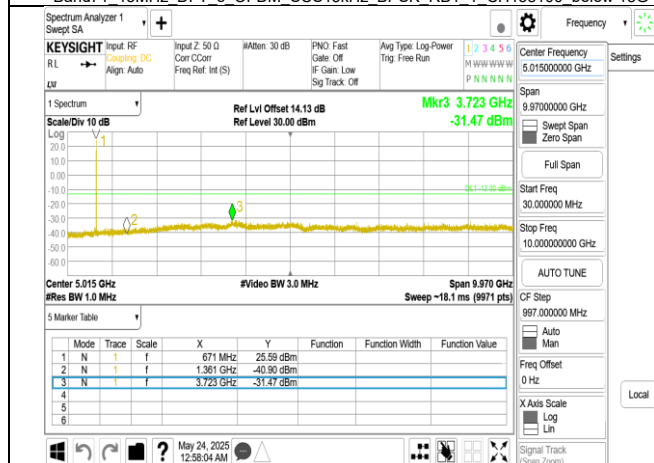 Spectrum Analyzer 1
Swept SA
Frequency
KEYSIGHT
Input: RF
Coupling: DC
Align: Auto
Input Z: 50 Ω
Corr CCorr
Freq Ref: Int (S)
#Atten: 30 dB
PNO: Fast
Gate: Off
IF Gain: Low
Sig Track: Off
Avg Type: Log-Power
Trig: Free Run
1 2 3 4 5 6
M W W W W W
P N N N N N
RL
LXI
Center Frequency
5.015000000 GHz
Settings
1 Spectrum
Scale/Div 10 dB
Ref Lvl Offset 14.13 dB
Ref Level 30.00 dBm
Mkr3 3.723 GHz
-31.47 dBm
Span
9.97000000 GHz
Swept Span
Zero Span
Full Span
Log
20.0
10.0
0.00
-10.0
-20.0
-30.0
-40.0
-50.0
-60.0
1
2
3
DL1 -13.00 dBm
Start Freq
30.000000 MHz
Stop Freq
10.000000000 GHz
AUTO TUNE
Center 5.015 GHz
#Video BW 3.0 MHz
Span 9.970 GHz
#Res BW 1.0 MHz
Sweep ~18.1 ms (9971 pts)
CF Step
997.000000 MHz
Auto
Man
5 Marker Table
Mode Trace Scale X Y Function Function Width Function Value
1 N 1 f 671 MHz 25.59 dBm
2 N 1 f 1.361 GHz -40.90 dBm
3 N 1 f 3.723 GHz -31.47 dBm
4
5
6
Freq Offset
0 Hz
X Axis Scale
Log
Lin
Local
May 24, 2025
12:58:04 AM
Signal Track
(Span Zoom)